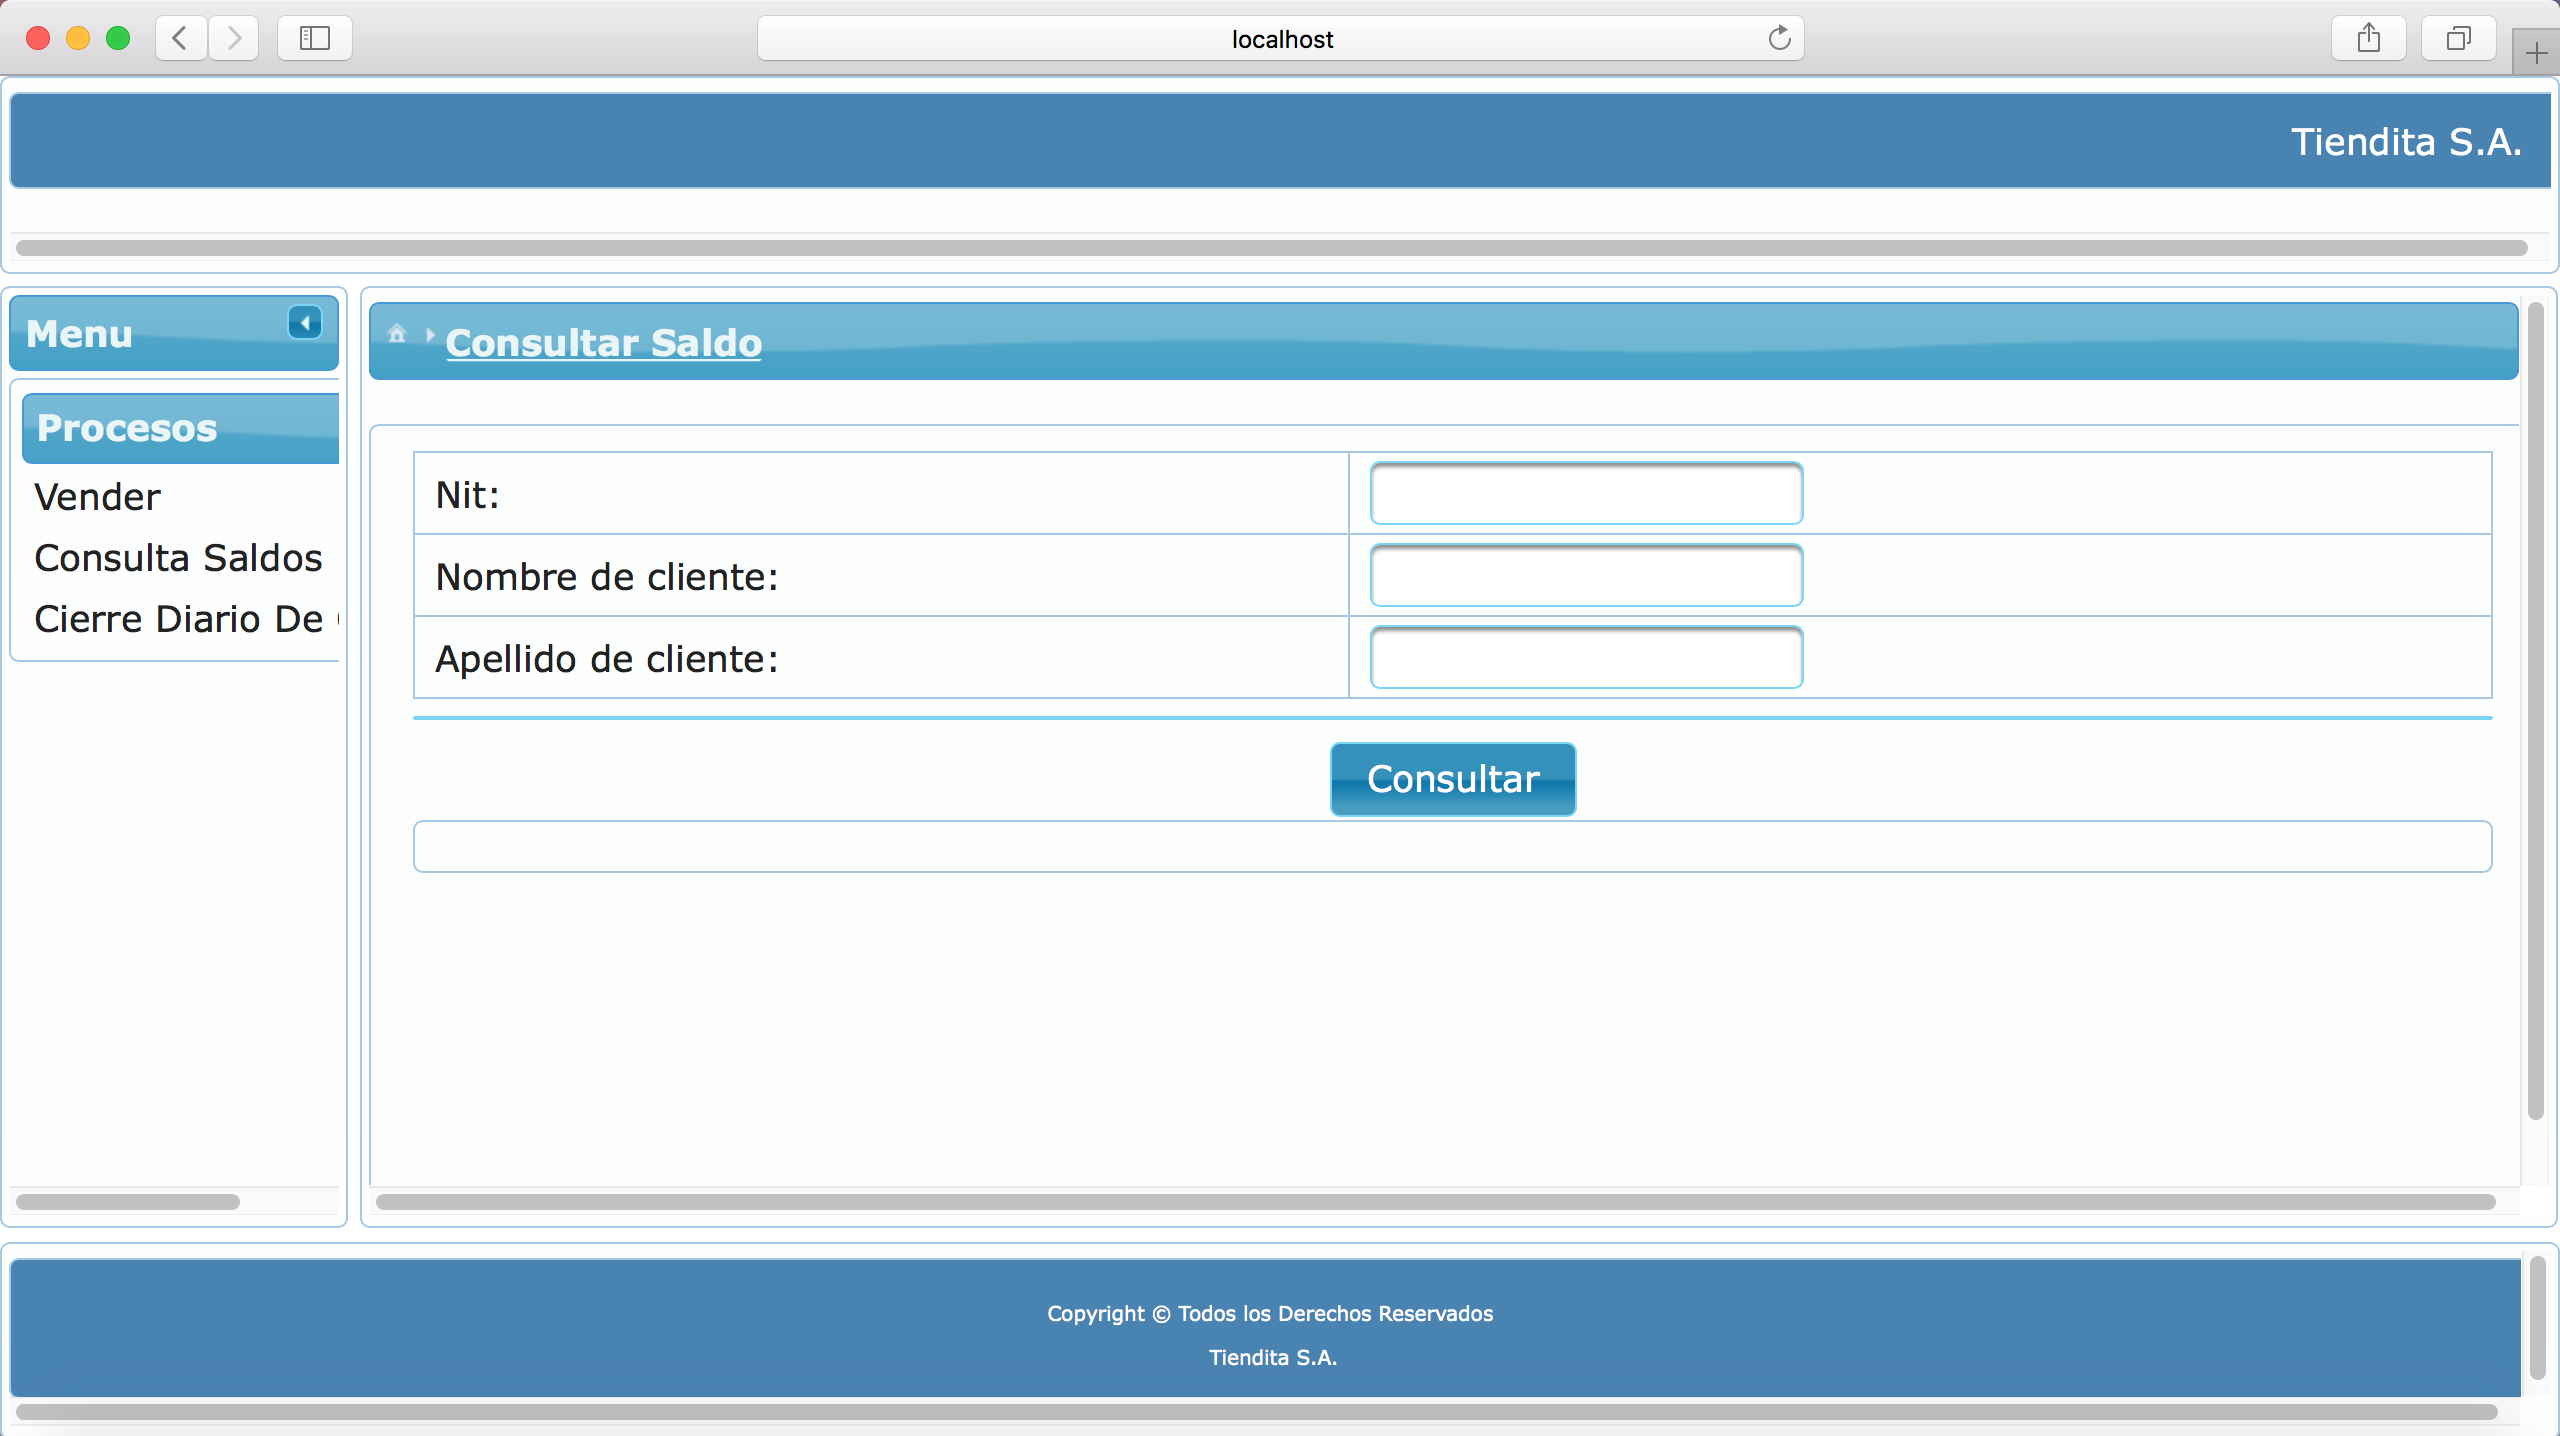 localhost
Tiendita S.A.
Menu
Procesos
Vender
Consulta Saldos
Cierre Diario De
Consultar Saldo
Nit:
Nombre de cliente:
Apellido de cliente:
Consultar
Copyright © Todos los Derechos Reservados
Tiendita S.A.